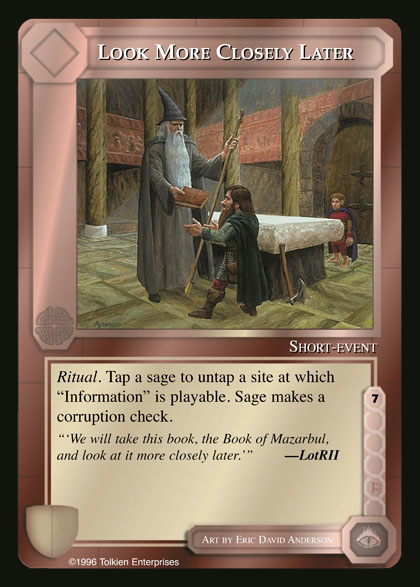 LOOK MORE CLOSELY LATER
ANDERSON
SHORT-EVENT
Ritual. Tap a sage to untap a site at which
“Information” is playable. Sage makes a
corruption check.
7
“‘We will take this book, the Book of Mazarbul,
and look at it more closely later.’” —LotRII
ART BY ERIC DAVID ANDERSON
©1996 Tolkien Enterprises